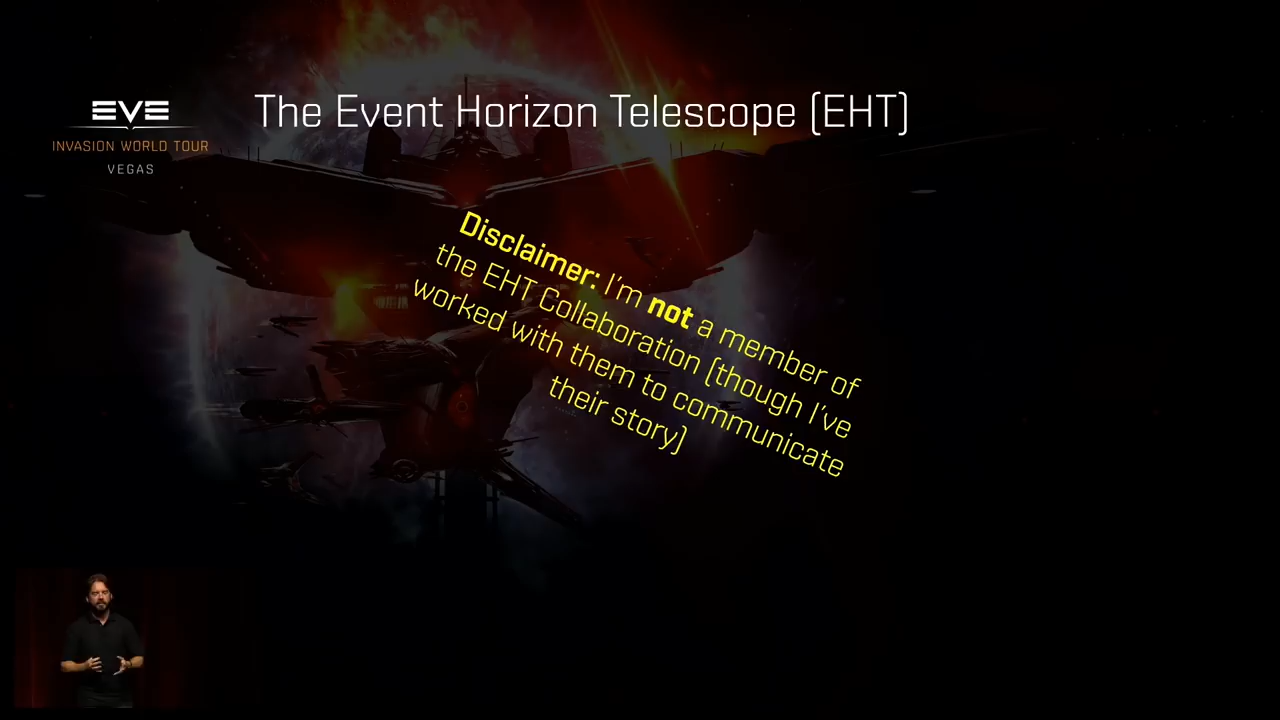 EVE
INVASION WORLD TOUR
VEGAS
The Event Horizon Telescope (EHT)
Disclaimer: I'm not a member of
the EHT Collaboration (though I've
worked with them to communicate
their story)